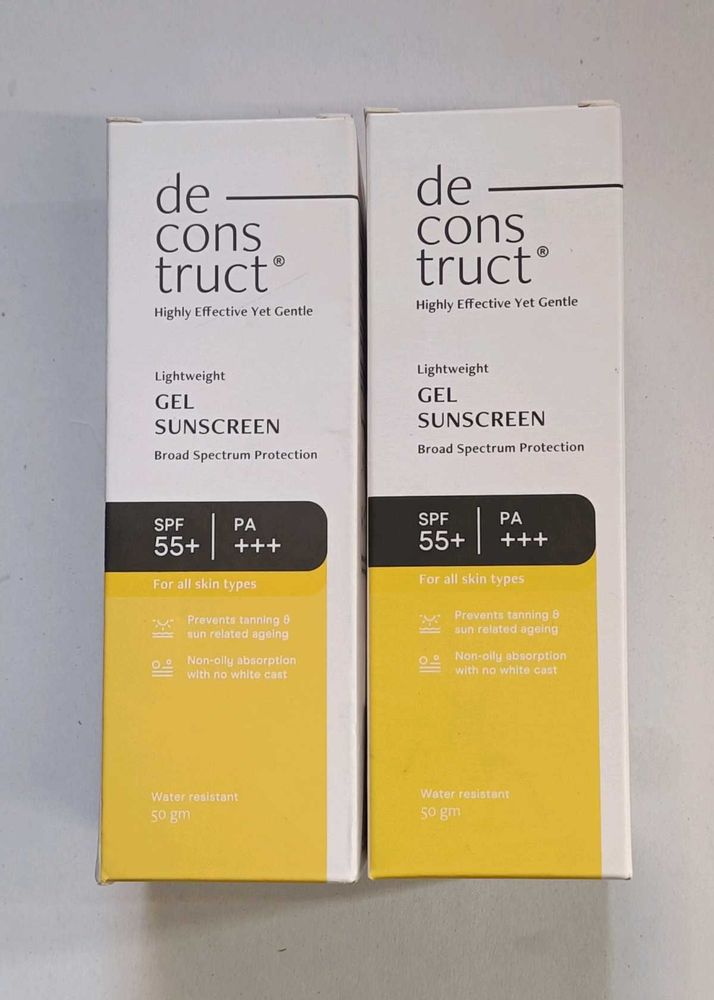 de
cons
truct®
Highly Effective Yet Gentle
Lightweight
GEL
SUNSCREEN
Broad Spectrum Protection
SPF
55+
PA
+++
For all skin types
Prevents tanning &
sun related ageing
Non-oily absorption
with no white cast
Water resistant
50 gm
de
cons
truct®
Highly Effective Yet Gentle
Lightweight
GEL
SUNSCREEN
Broad Spectrum Protection
SPF
55+
PA
+++
For all skin types
Prevents tanning &
sun related ageing
Non-oily absorption
with no white cast
Water resistant
50 gm